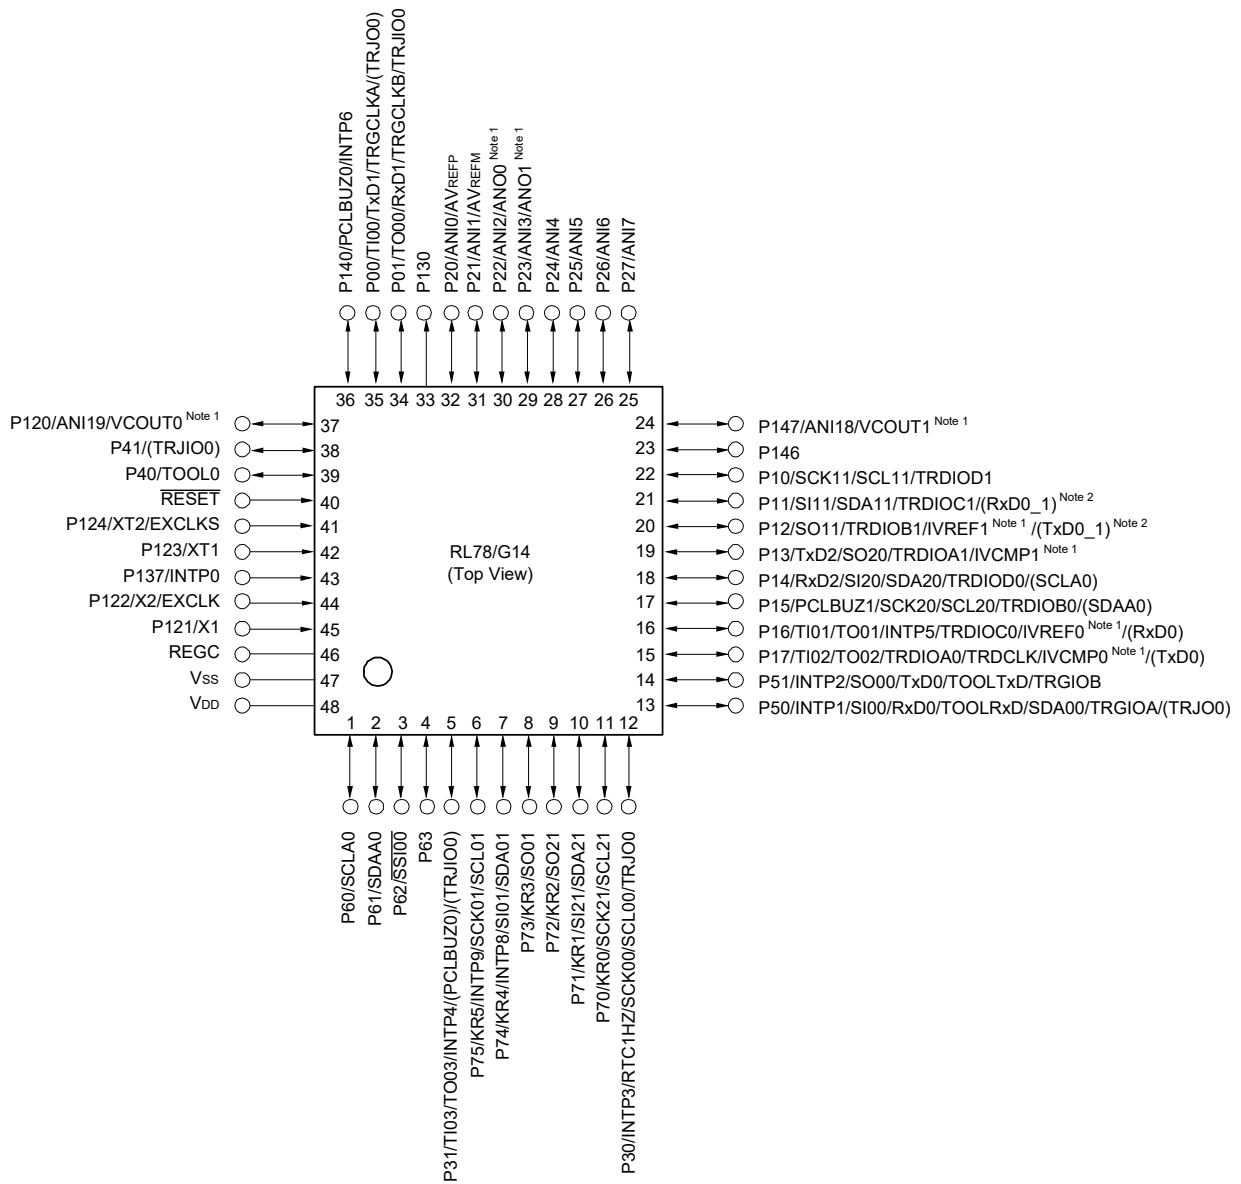 P140/PCLBUZ0/INTP6
P00/TI00/TxD1/TRGCLKA/(TRJO0)
P01/TO00/RxD1/TRGCLKB/TRJIO0
P130
P20/ANI0/AVREFP
P21/ANI1/AVREFM
P22/ANI2/ANO0 Note 1
P23/ANI3/ANO1 Note 1
P24/ANI4
P25/ANI5
P26/ANI6
P27/ANI7
36 35 34 33 32 31 30 29 28 27 26 25
P120/ANI19/VCOUT0 Note 1 37
P41/(TRJIO0) 38
P40/TOOL0 39
RESET 40
P124/XT2/EXCLKS 41
P123/XT1 42
P137/INTP0 43
P122/X2/EXCLK 44
P121/X1 45
REGC 46
Vss 47
VDD 48
RL78/G14
(Top View)
24 P147/ANI18/VCOUT1 Note 1
23 P146
22 P10/SCK11/SCL11/TRDIOD1
21 P11/SI11/SDA11/TRDIOC1/(RxD0_1) Note 2
20 P12/SO11/TRDIOB1/IVREF1 Note 1 /(TxD0_1) Note 2
19 P13/TxD2/SO20/TRDIOA1/IVCMP1 Note 1
18 P14/RxD2/SI20/SDA20/TRDIOD0/(SCLA0)
17 P15/PCLBUZ1/SCK20/SCL20/TRDIOB0/(SDAA0)
16 P16/TI01/TO01/INTP5/TRDIOC0/IVREF0 Note 1/(RxD0)
15 P17/TI02/TO02/TRDIOA0/TRDCLK/IVCMP0 Note 1/(TxD0)
14 P51/INTP2/SO00/TxD0/TOOLTxD/TRGIOB
13 P50/INTP1/SI00/RxD0/TOOLRxD/SDA00/TRGIOA/(TRJO0)
1 2 3 4 5 6 7 8 9 10 11 12
P60/SCLA0
P61/SDAA0
P62/SSI00
P63
P31/TI03/TO03/INTP4/(PCLBUZ0)/(TRJIO0)
P75/KR5/INTP9/SCK01/SCL01
P74/KR4/INTP8/SI01/SDA01
P73/KR3/SO01
P72/KR2/SO21
P71/KR1/SI21/SDA21
P70/KR0/SCK21/SCL21
P30/INTP3/RTC1HZ/SCK00/SCL00/TRJO0